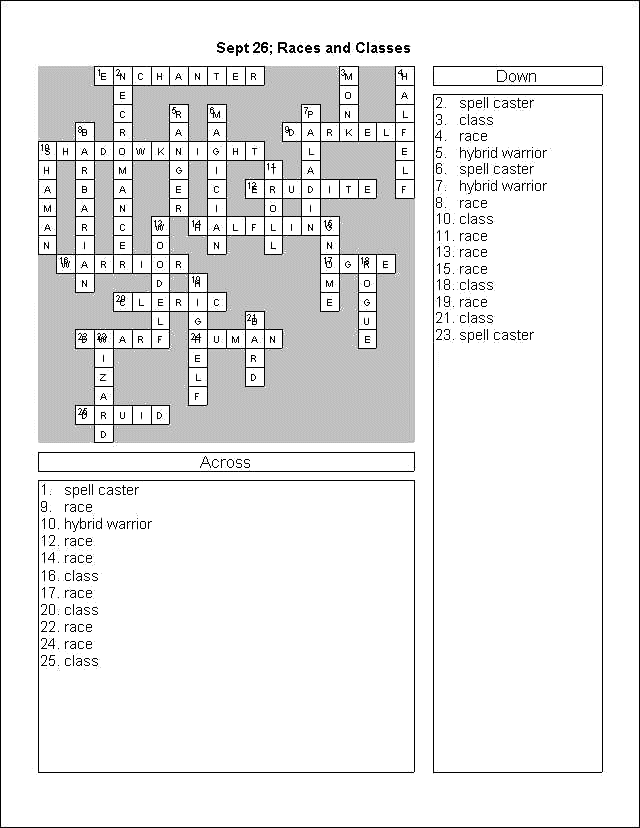 Sept 26; Races and Classes
1 E 2 N C H A N T E R 3 M 4 H
E O A
C 5 R 6 M 7 P N L
8 B R A A 9 D A R K E L F
10 S H A D O W K N I G H T L E
H R M G I 11 T A L
A B A E C 12 E R U D I T E F
M A N R I O I
A R C 13 W 14 H A L F L I N 15 G
N I E O N L N
16 W A R R I O R 17 O G 18 R E
N D 19 H M O
20 C L E R I C E G
L G 21 B U
22 D 23 W A R F 24 H U M A N E
I E R
Z L D
A F
25 D R U I D
D
Across
1. spell caster
9. race
10. hybrid warrior
12. race
14. race
16. class
17. race
20. class
22. race
24. race
25. class
Down
2. spell caster
3. class
4. race
5. hybrid warrior
6. spell caster
7. hybrid warrior
8. race
10. class
11. race
13. race
15. race
18. class
19. race
21. class
23. spell caster